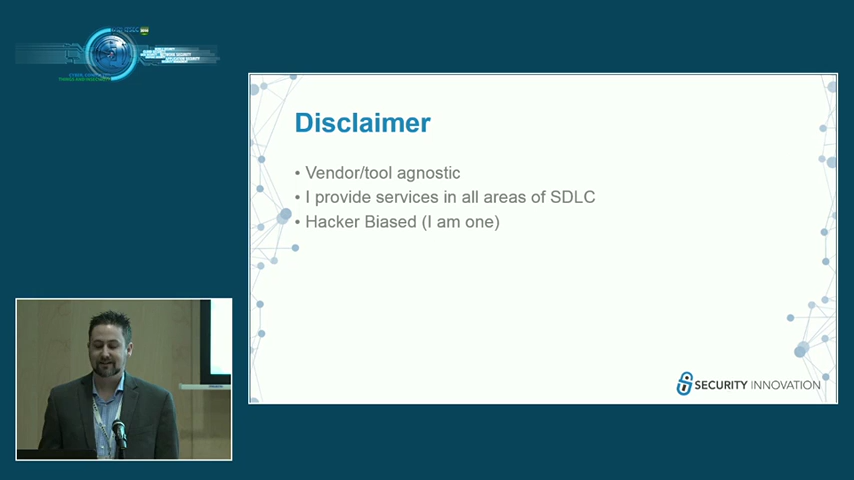 Disclaimer
• Vendor/tool agnostic
• I provide services in all areas of SDLC
• Hacker Biased (I am one)
SECURITY INNOVATION